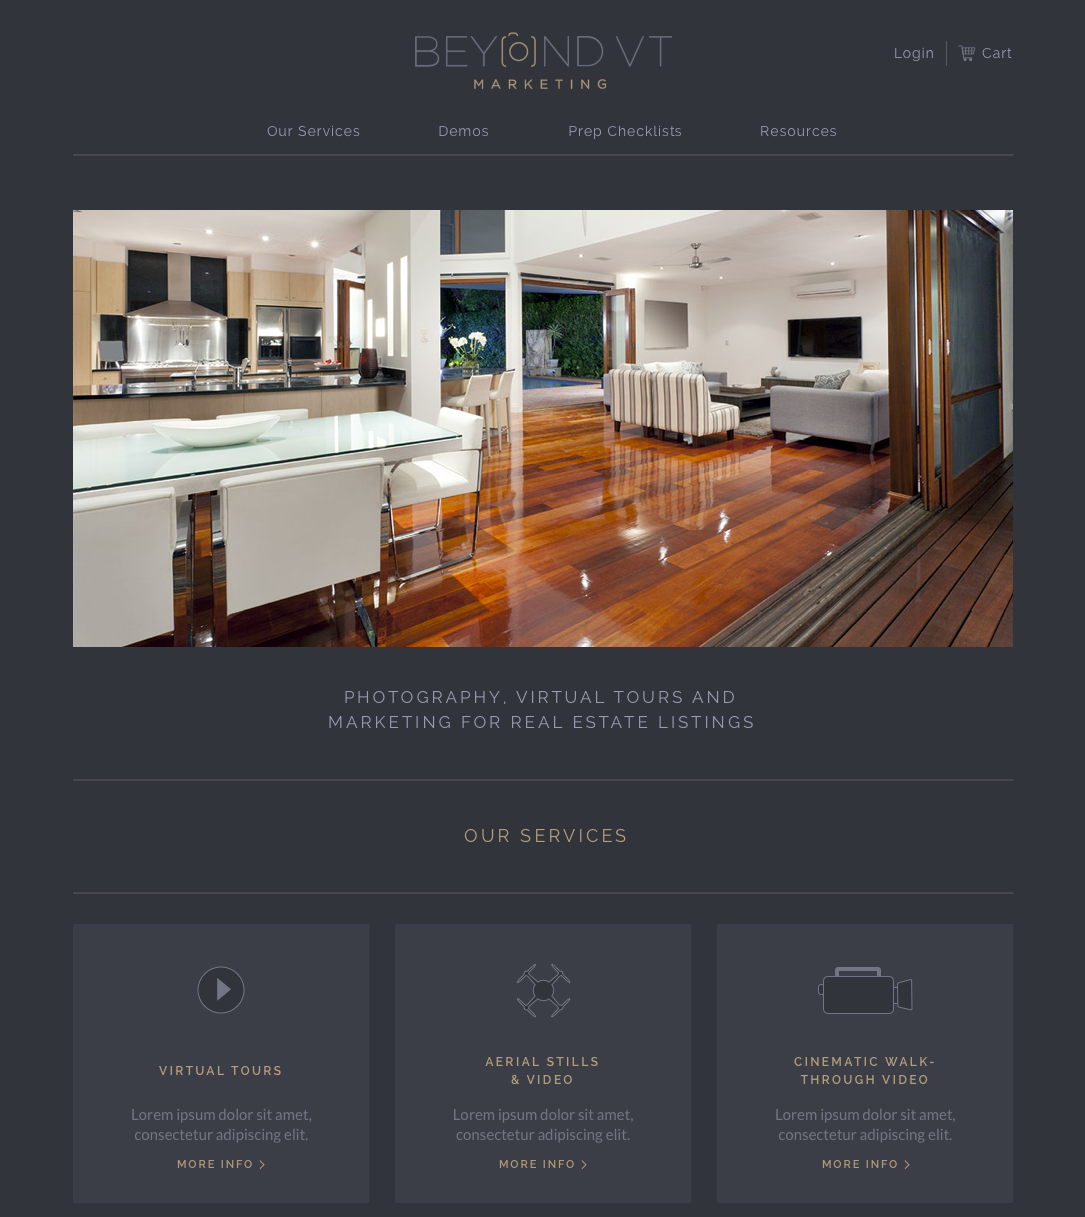 BEYOND VT
MARKETING
Login
Cart
Our Services
Demos
Prep Checklists
Resources
PHOTOGRAPHY, VIRTUAL TOURS AND
MARKETING FOR REAL ESTATE LISTINGS
OUR SERVICES
VIRTUAL TOURS
Lorem ipsum dolor sit amet,
consectetur adipiscing elit.
MORE INFO >
AERIAL STILLS
& VIDEO
Lorem ipsum dolor sit amet,
consectetur adipiscing elit.
MORE INFO >
CINEMATIC WALK-
THROUGH VIDEO
Lorem ipsum dolor sit amet,
consectetur adipiscing elit.
MORE INFO >